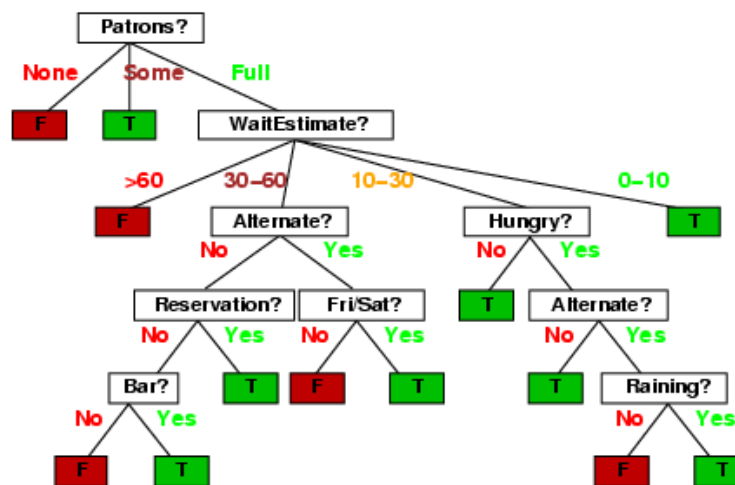 Patrons?
None Some Full
F T WaitEstimate?
>60 30–60 10–30 0–10
F Alternate? Hungry? T
No Yes No Yes
Reservation? Fri/Sat? T Alternate?
No Yes No Yes No Yes
Bar? T F T T Raining?
No Yes No Yes
F T F T